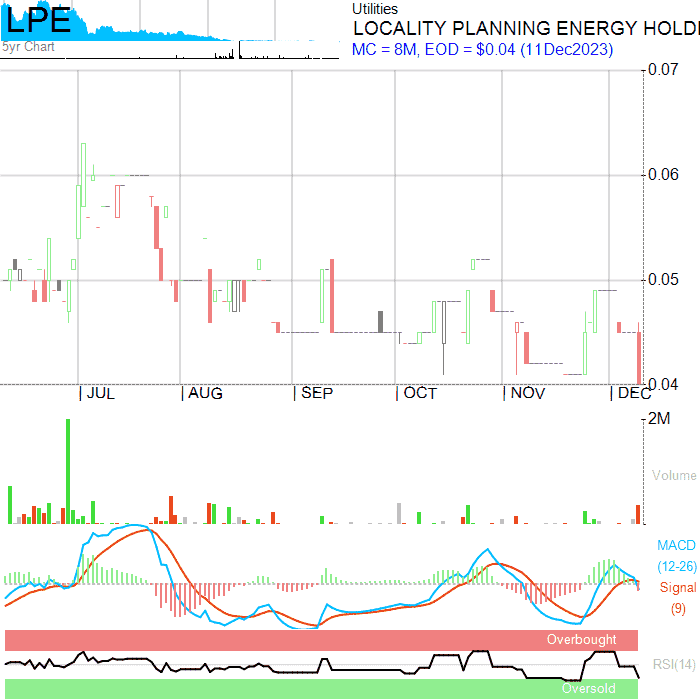 LPE
5yr Chart
Utilities
LOCALITY PLANNING ENERGY HOLDI
MC = 8M, EOD = $0.04 (11Dec2023)
0.07
0.06
0.05
0.04
JUL
AUG
SEP
OCT
NOV
DEC
2M
Volume
MACD
(12-26)
Signal
(9)
Overbought
RSI(14)
Oversold